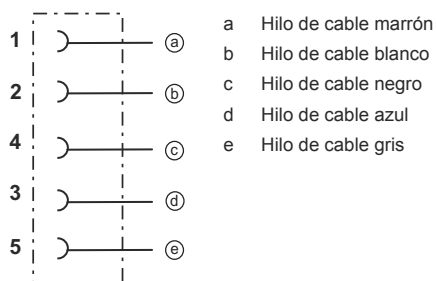 1 a
2 b
4 c
3 d
5 e
a Hilo de cable marrón
b Hilo de cable blanco
c Hilo de cable negro
d Hilo de cable azul
e Hilo de cable gris